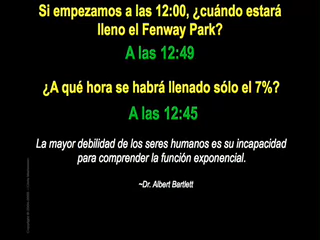 Si empezamos a las 12:00, ¿cuándo estará
lleno el Fenway Park?
A las 12:49
¿A qué hora se habrá llenado sólo el 7%?
A las 12:45
La mayor debilidad de los seres humanos es su incapacidad
para comprender la función exponencial.
~Dr. Albert Bartlett